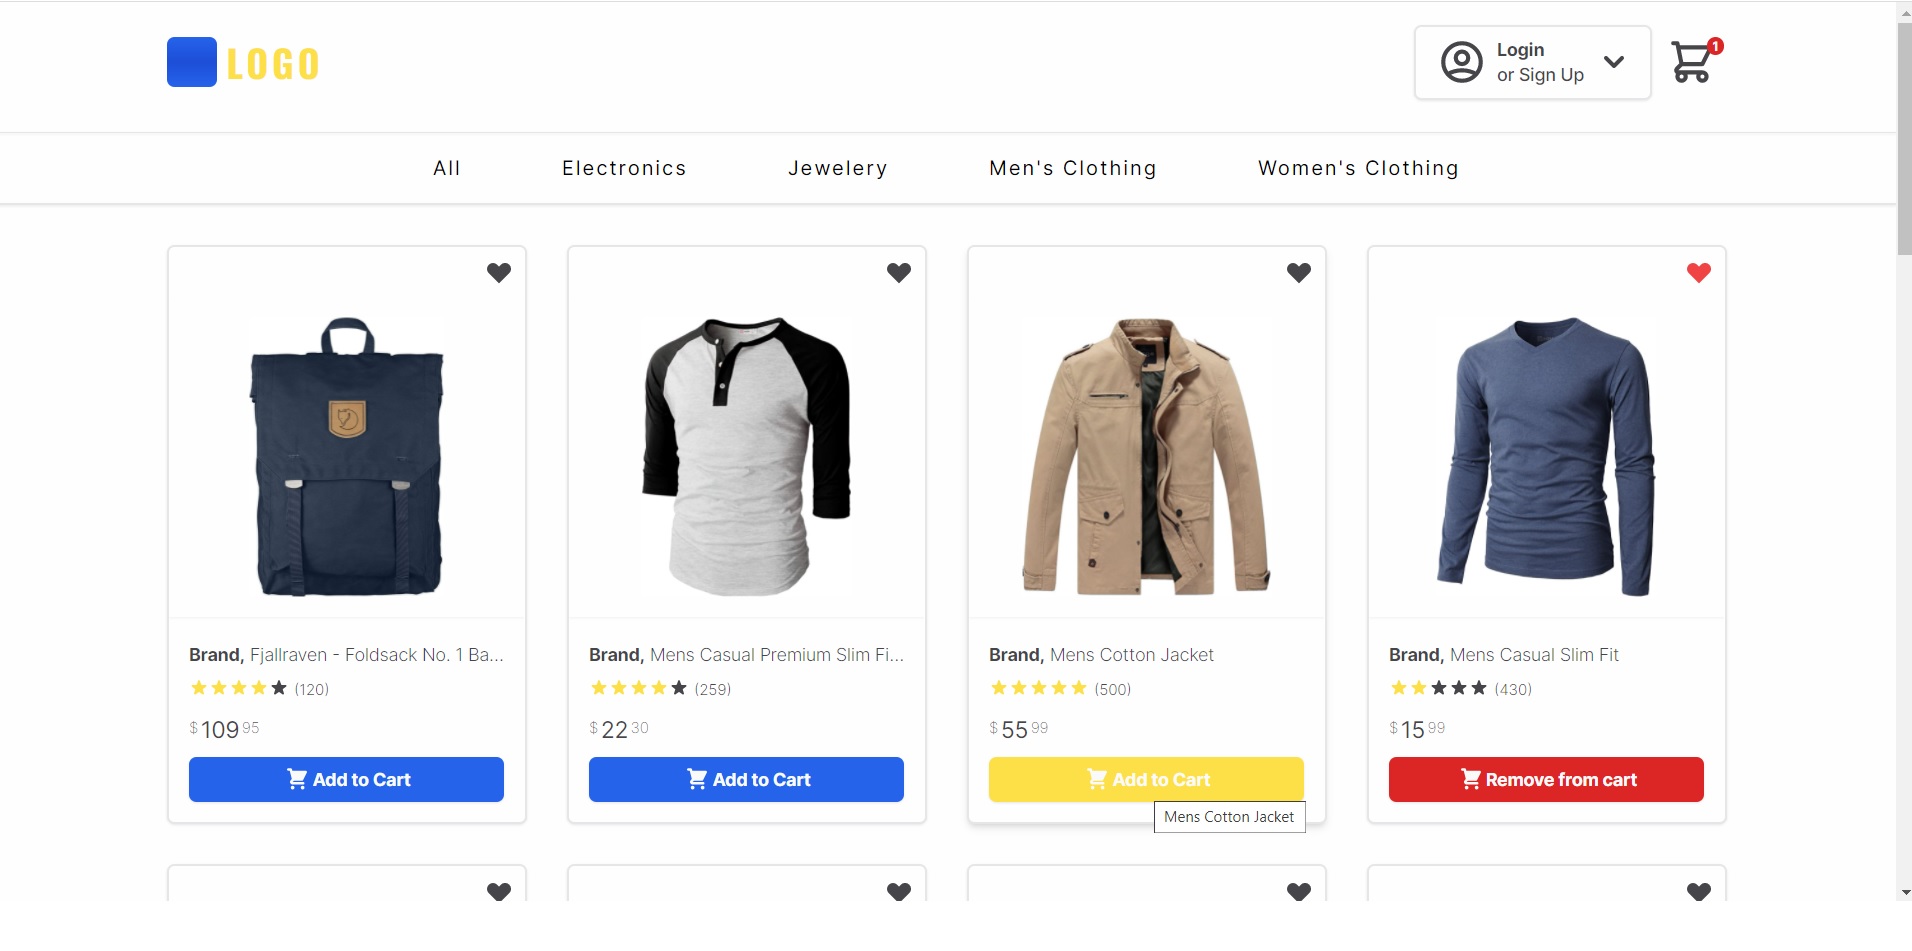 LOGO
Login
or Sign Up
1
All Electronics Jewelery Men's Clothing Women's Clothing
Brand, Fjallraven - Foldsack No. 1 Ba...
(120)
$109 95
Add to Cart
Brand, Mens Casual Premium Slim Fi...
(259)
$22 30
Add to Cart
Brand, Mens Cotton Jacket
(500)
$55 99
Add to Cart
Mens Cotton Jacket
Brand, Mens Casual Slim Fit
(430)
$15 99
Remove from cart